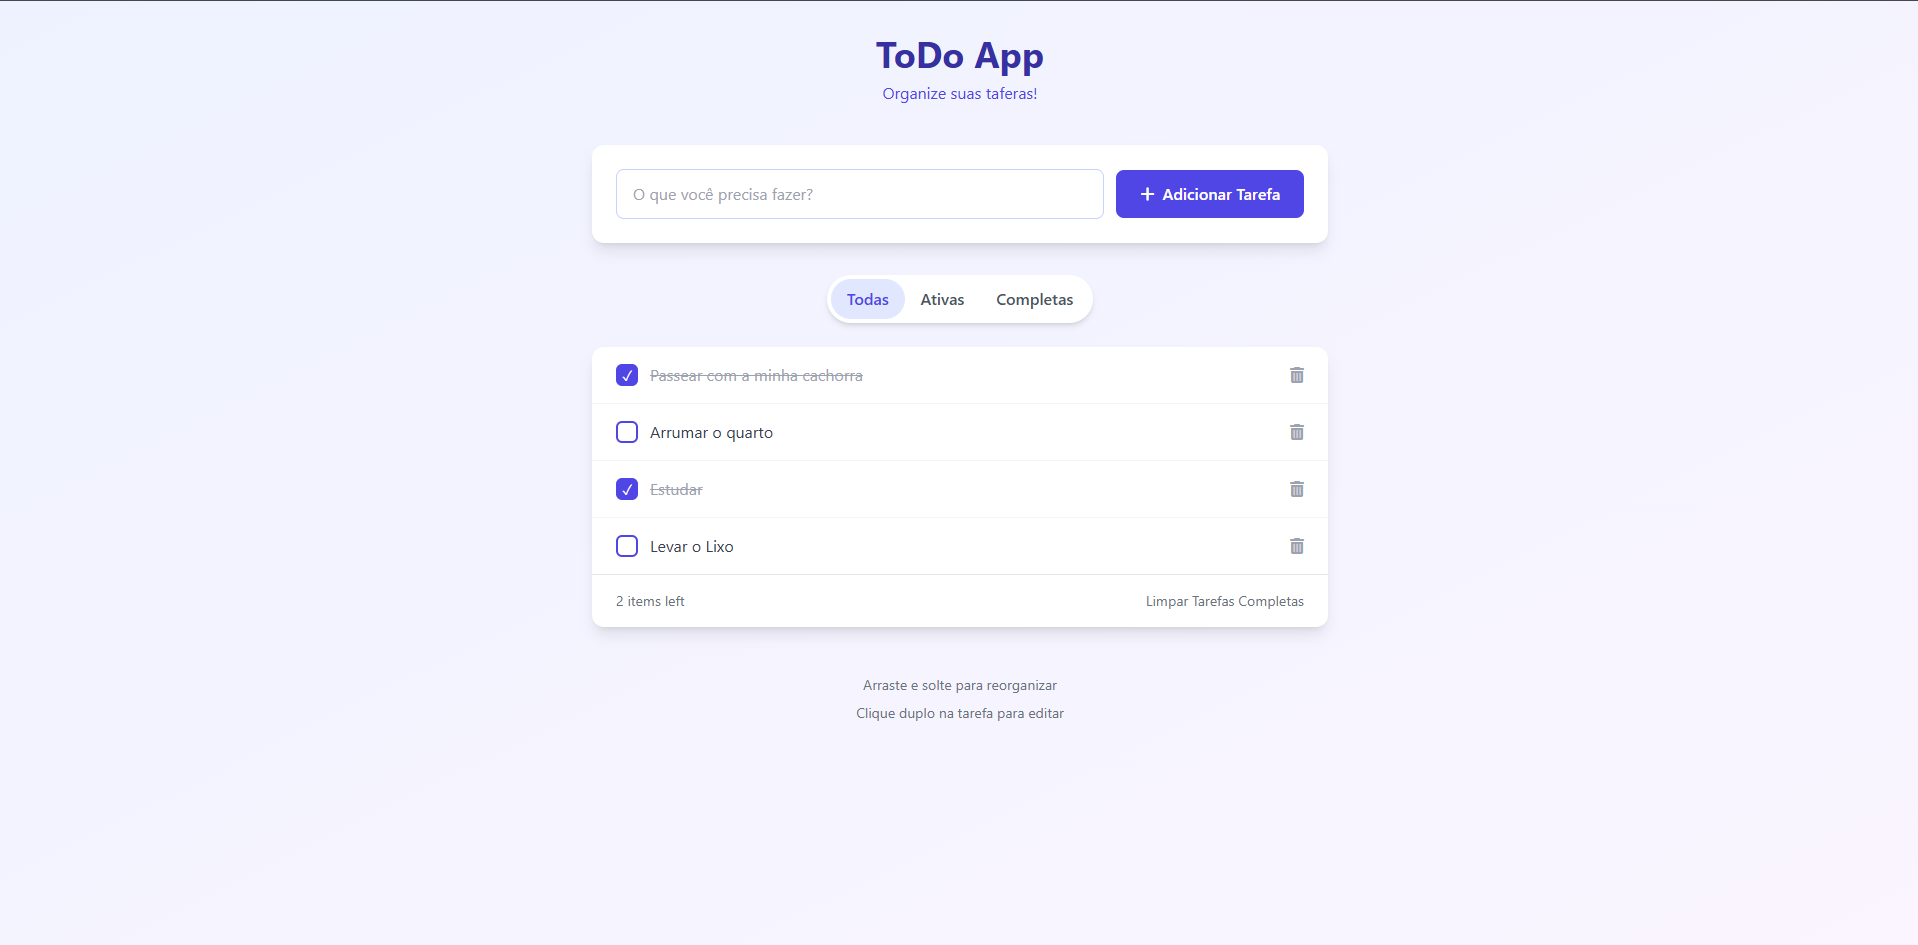 ToDo App
Organize suas taferas!
O que você precisa fazer?
+ Adicionar Tarefa
Todas Ativas Completas
Passear com a minha cachorra
Arrumar o quarto
Estudar
Levar o Lixo
2 items left Limpar Tarefas Completas
Arraste e solte para reorganizar
Clique duplo na tarefa para editar